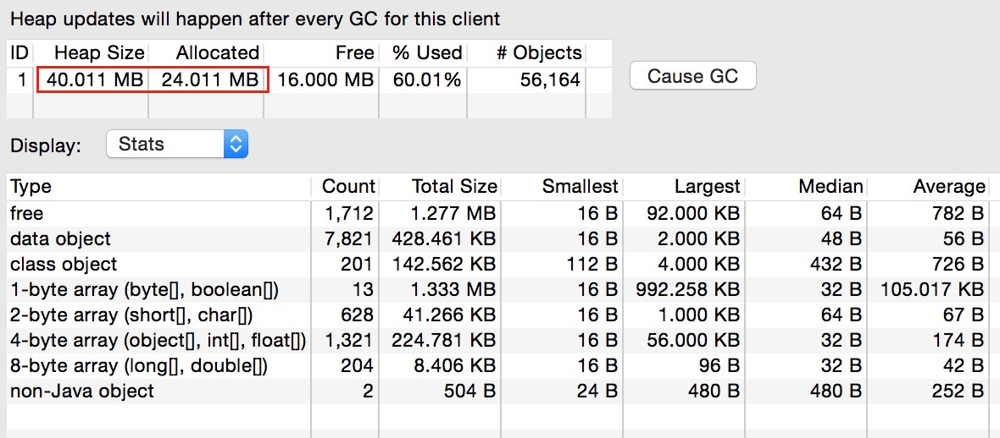 Heap updates will happen after every GC for this client
ID Heap Size Allocated Free % Used # Objects
1 40.011 MB 24.011 MB 16.000 MB 60.01% 56,164
Cause GC
Display: Stats
Type Count Total Size Smallest Largest Median Average
free 1,712 1.277 MB 16 B 92.000 KB 64 B 782 B
data object 7,821 428.461 KB 16 B 2.000 KB 48 B 56 B
class object 201 142.562 KB 112 B 4.000 KB 432 B 726 B
1-byte array (byte[], boolean[]) 13 1.333 MB 16 B 992.258 KB 32 B 105.017 KB
2-byte array (short[], char[]) 628 41.266 KB 16 B 1.000 KB 64 B 67 B
4-byte array (object[], int[], float[]) 1,321 224.781 KB 16 B 56.000 KB 32 B 174 B
8-byte array (long[], double[]) 204 8.406 KB 16 B 96 B 32 B 42 B
non-Java object 2 504 B 24 B 480 B 480 B 252 B